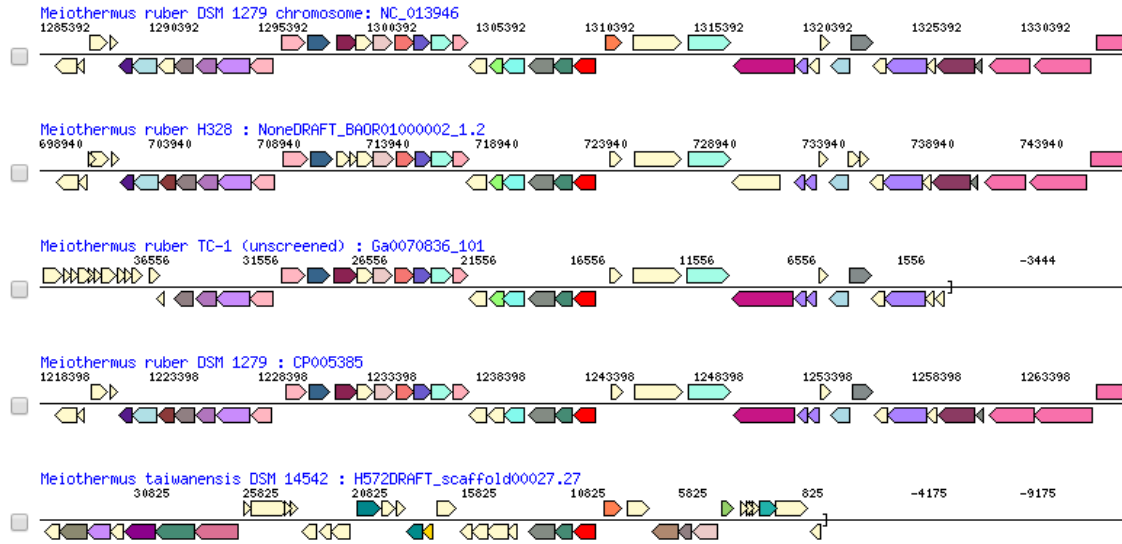 Meiothermus ruber DSM 1279 chromosome: NC_013946
1285392 1290392 1295392 1300392 1305392 1310392 1315392 1320392 1325392 1330392
Meiothermus ruber H328 : NoneDRAFT_BAOR01000002_1.2
698940 703940 708940 713940 718940 723940 728940 733940 738940 743940
Meiothermus ruber TC-1 (unscreened) : Ga0070836_101
36556 31556 26556 21556 16556 11556 6556 1556 -3444
Meiothermus ruber DSM 1279 : CP005385
1218398 1223398 1228398 1233398 1238398 1243398 1248398 1253398 1258398 1263398
Meiothermus taiwanensis DSM 14542 : H572DRAFT_scaffold00027.27
30825 25825 20825 15825 10825 5825 825 -4175 -9175